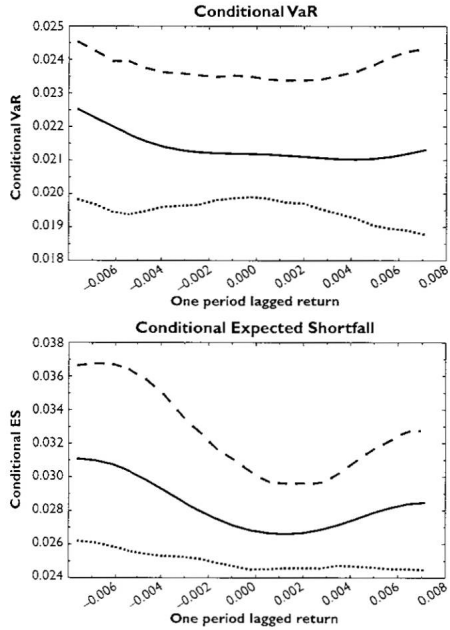 Conditional VaR
0.025
0.024
0.023
0.022
0.021
0.020
0.019
0.018
Conditional VaR
−0.006 −0.004 −0.002 0.000 0.002 0.004 0.006 0.008
One period lagged return
Conditional Expected Shortfall
0.038
0.036
0.034
0.032
0.030
0.028
0.026
0.024
Conditional ES
−0.006 −0.004 −0.002 0.000 0.002 0.004 0.006 0.008
One period lagged return